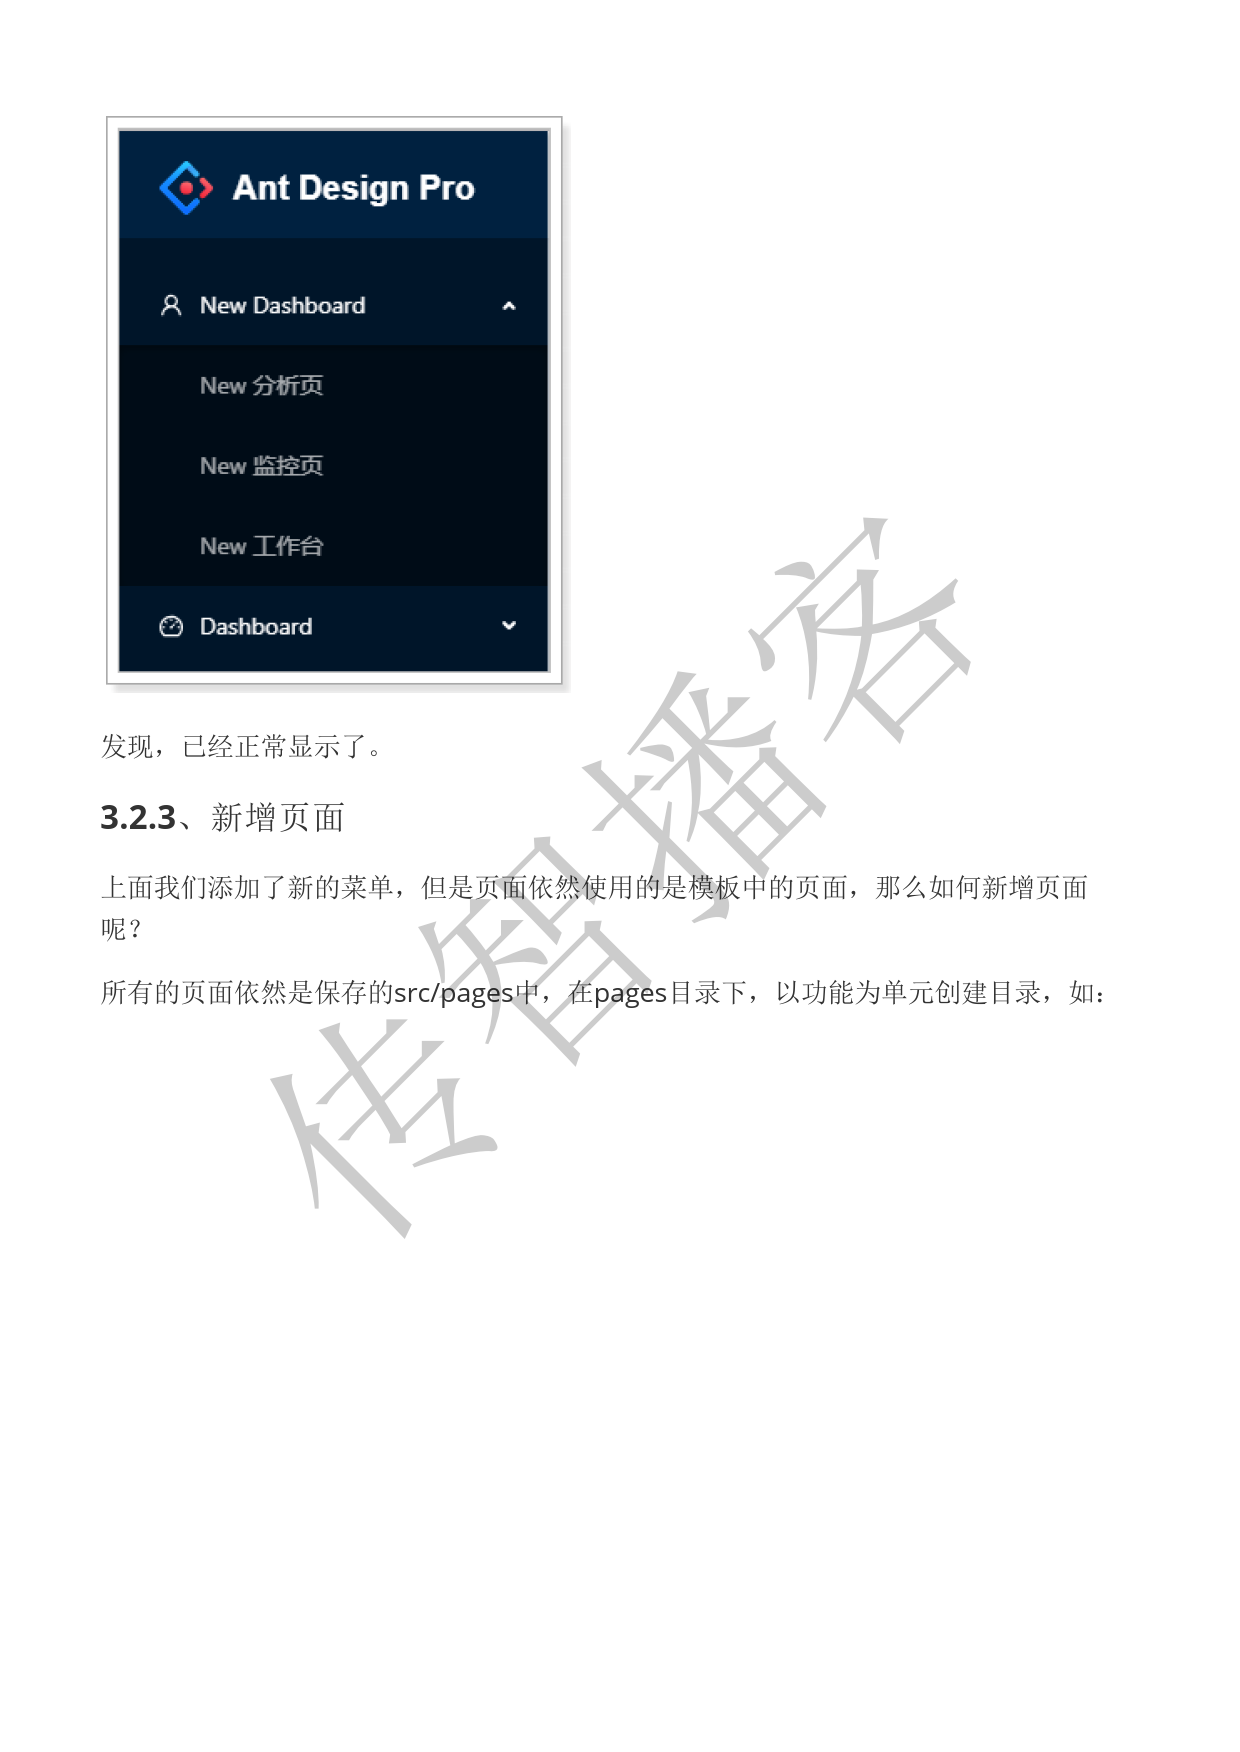 Ant Design Pro
New Dashboard
New 分析页
New 监控页
New 工作台
Dashboard
发现，已经正常显示了。
3.2.3、新增页面
上面我们添加了新的菜单，但是页面依然使用的是模板中的页面，那么如何新增页面
呢？
所有的页面依然是保存的src/pages中，在pages目录下，以功能为单元创建目录，如：
传智播客